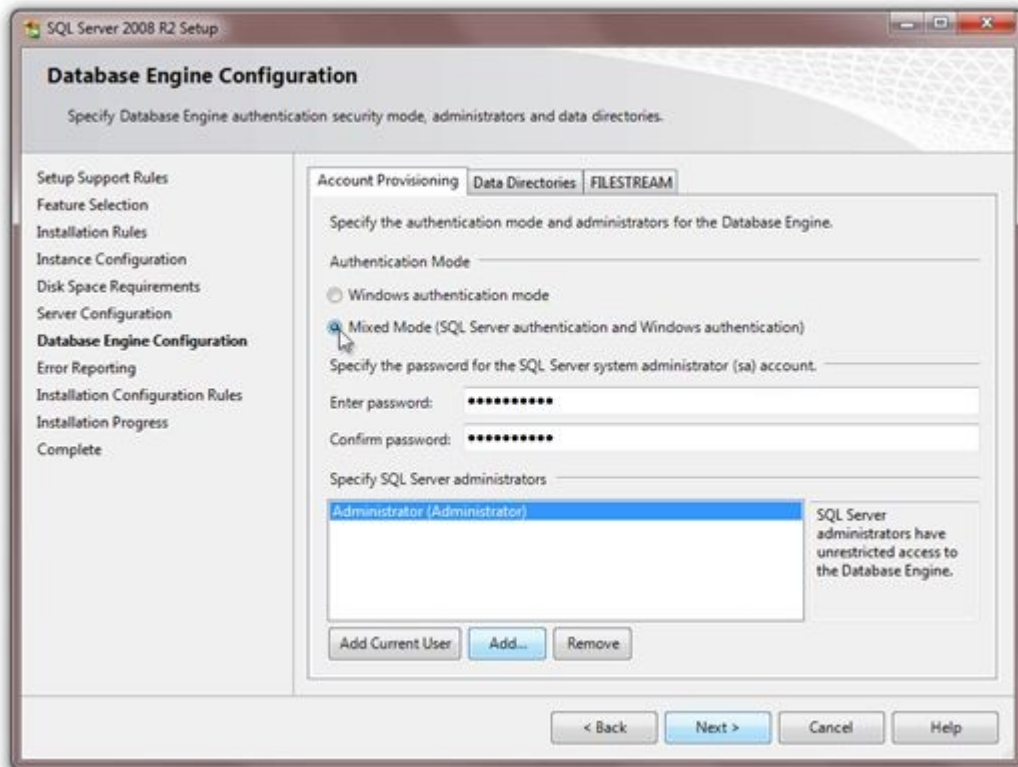 SQL Server 2008 R2 Setup
Database Engine Configuration
Specify Database Engine authentication security mode, administrators and data directories.
Setup Support Rules
Feature Selection
Installation Rules
Instance Configuration
Disk Space Requirements
Server Configuration
Database Engine Configuration
Error Reporting
Installation Configuration Rules
Installation Progress
Complete
Account Provisioning
Data Directories
FILESTREAM
Specify the authentication mode and administrators for the Database Engine.
Authentication Mode
Windows authentication mode
Mixed Mode (SQL Server authentication and Windows authentication)
Specify the password for the SQL Server system administrator (sa) account.
Enter password: ●●●●●●●●●●
Confirm password: ●●●●●●●●●●
Specify SQL Server administrators
Administrator (Administrator)
SQL Server
administrators have
unrestricted access to
the Database Engine.
Add Current User
Add...
Remove
< Back
Next >
Cancel
Help